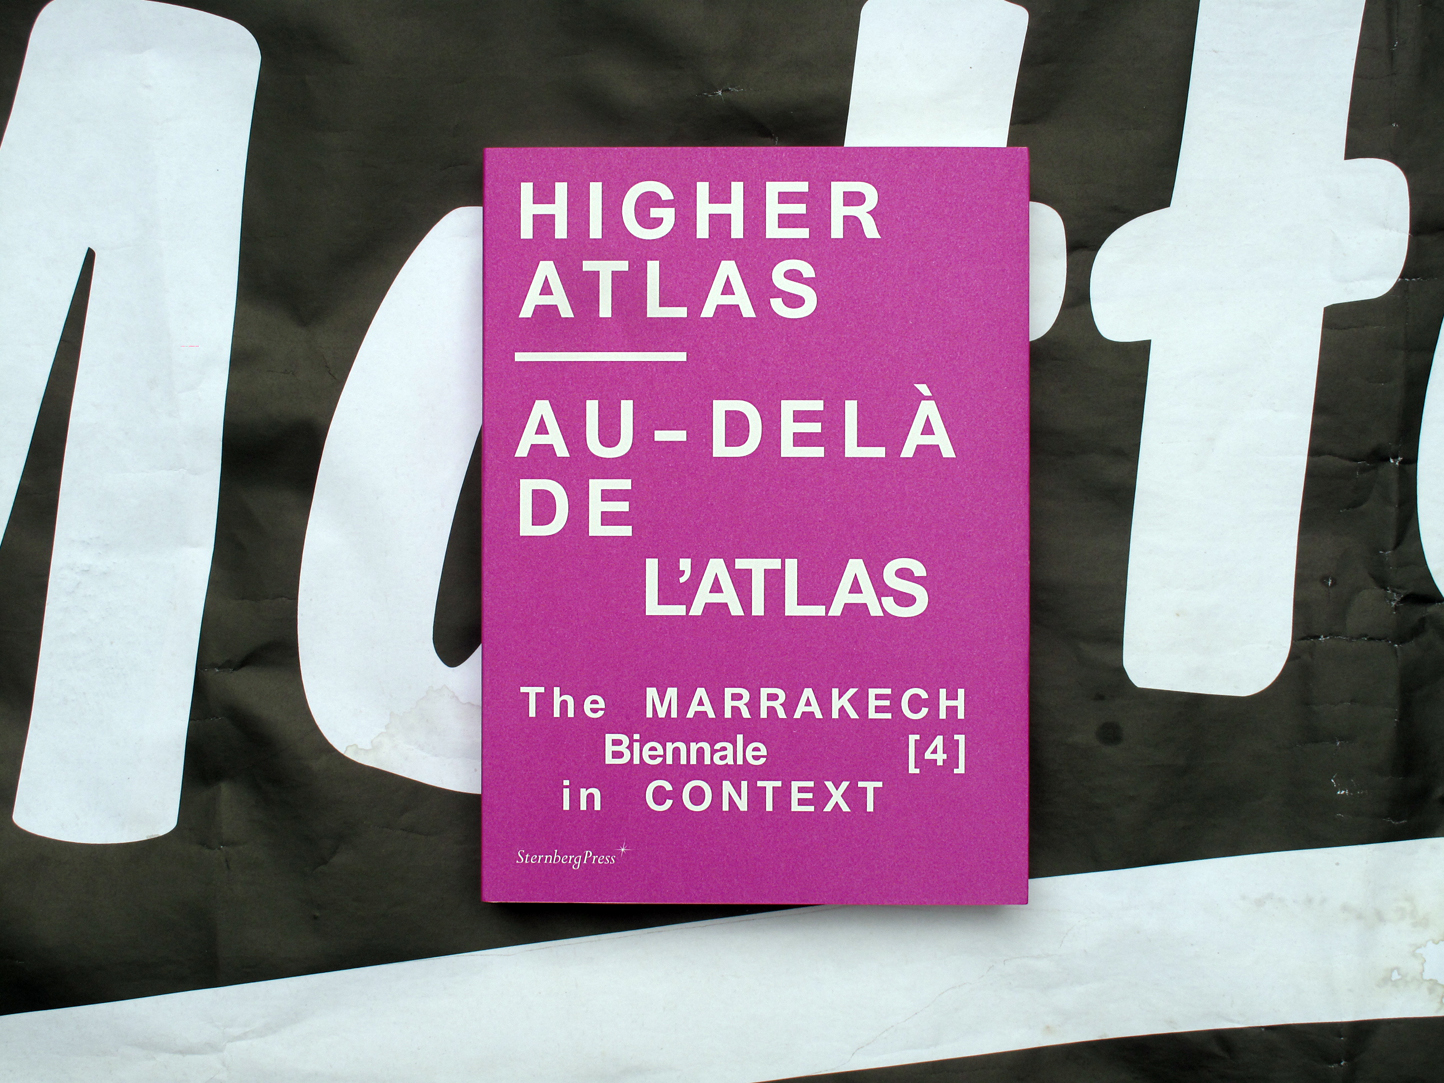 HIGHER
ATLAS
AU-DELÀ
DE
L’ATLAS
The MARRAKECH
Biennale [4]
in CONTEXT
SternbergPress